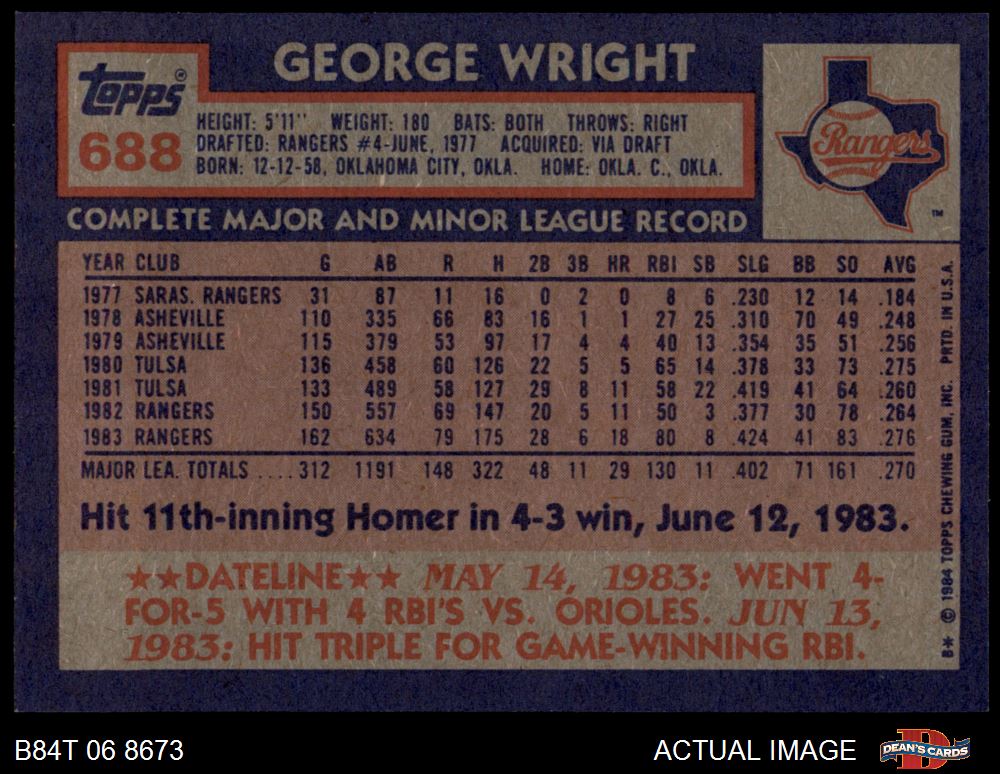 GEORGE WRIGHT
Topps®
688
HEIGHT: 5'11" WEIGHT: 180 BATS: BOTH THROWS: RIGHT
DRAFTED: RANGERS #4-JUNE, 1977 ACQUIRED: VIA DRAFT
BORN: 12-12-58, OKLAHOMA CITY, OKLA. HOME: OKLA. C., OKLA.
Rangers
TM
COMPLETE MAJOR AND MINOR LEAGUE RECORD
YEAR CLUB G AB R H 2B 3B HR RBI SB SLG BB SO AVG
1977 SARAS. RANGERS 31 87 11 16 0 2 0 8 6 .230 12 14 .184
1978 ASHEVILLE 110 335 66 83 16 1 1 27 25 .310 70 49 .248
1979 ASHEVILLE 115 379 53 97 17 4 4 40 13 .354 35 51 .256
1980 TULSA 136 458 60 126 22 5 5 65 14 .378 33 73 .275
1981 TULSA 133 489 58 127 29 8 11 58 22 .419 41 64 .260
1982 RANGERS 150 557 69 147 20 5 11 50 3 .377 30 78 .264
1983 RANGERS 162 634 79 175 28 6 18 80 8 .424 41 83 .276
MAJOR LEA. TOTALS ....312 1191 148 322 48 11 29 130 11 .402 71 161 .270
Hit 11th-inning Homer in 4-3 win, June 12, 1983.
★★DATELINE★★ MAY 14, 1983: WENT 4-
FOR-5 WITH 4 RBI'S VS. ORIOLES. JUN 13,
1983: HIT TRIPLE FOR GAME-WINNING RBI.
B* © 1984 TOPPS CHEWING GUM, INC. PRTD. IN U.S.A.
B84T 06 8673
ACTUAL IMAGE
DEAN'S CARDS